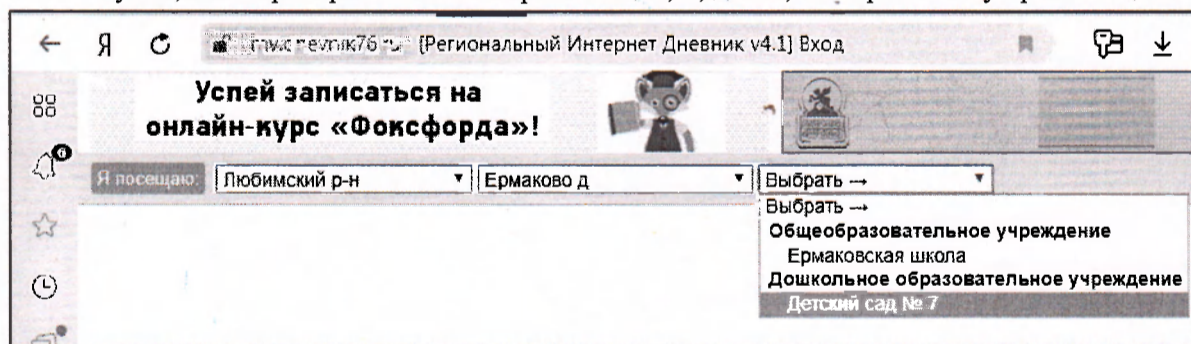 Я [Региональный Интернет Дневник v4.1] Вход
Успей записаться на
онлайн-курс «Фоксфорда»!
6
Я посещаю: Любимский р-н Ермаково д Выбрать →
Выбрать →
Общеобразовательное учреждение
Ермаковская школа
Дошкольное образовательное учреждение
Детский сад № 7